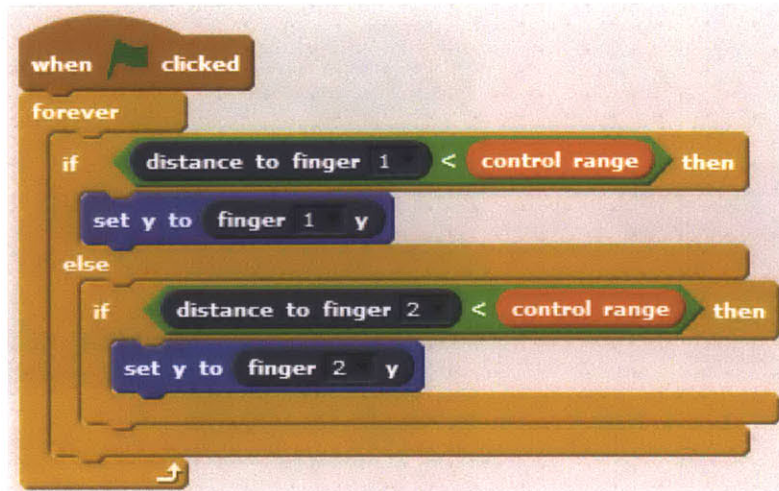 when clicked
forever
if distance to finger 1 < control range then
set y to finger 1 y
else
if distance to finger 2 < control range then
set y to finger 2 y